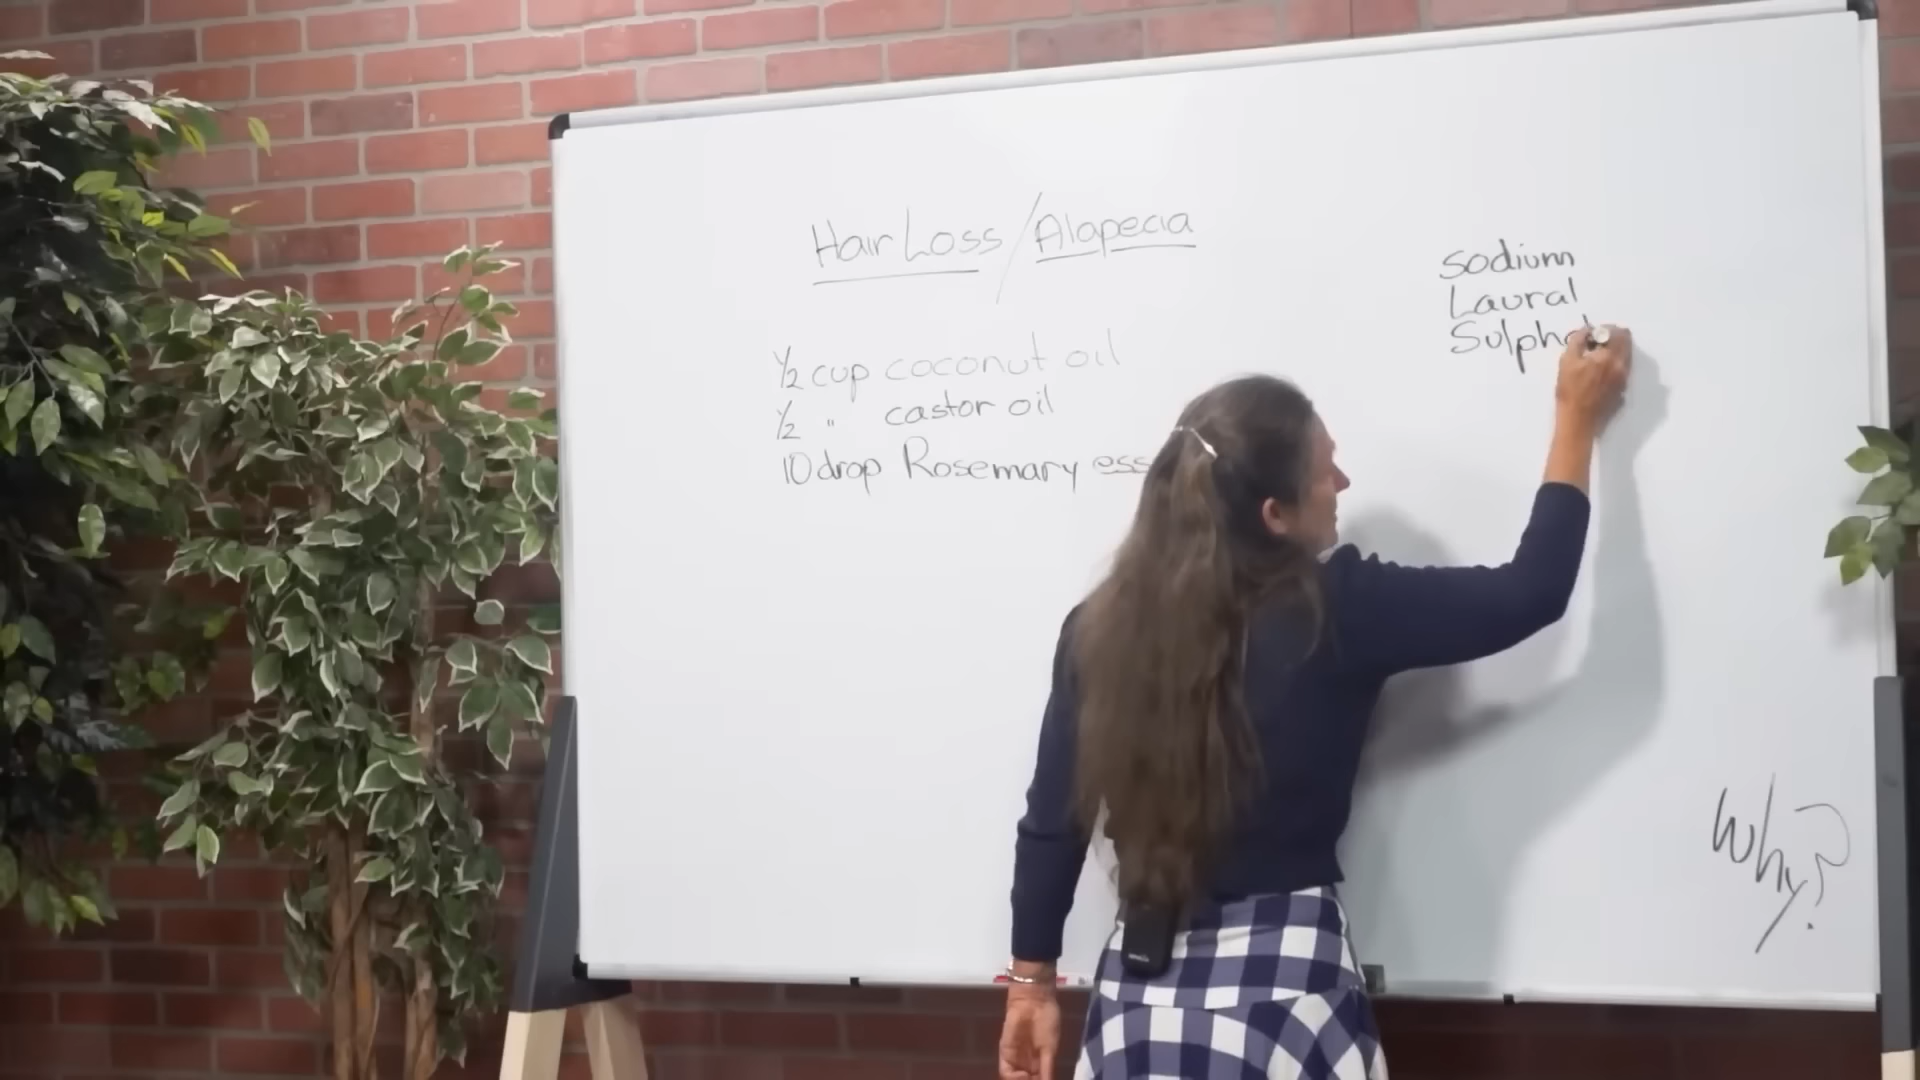 Hair Loss / Alapecia
½ cup coconut oil
½ " castor oil
10 drop Rosemary ess
Sodium
Laural
Sulpha
Why?